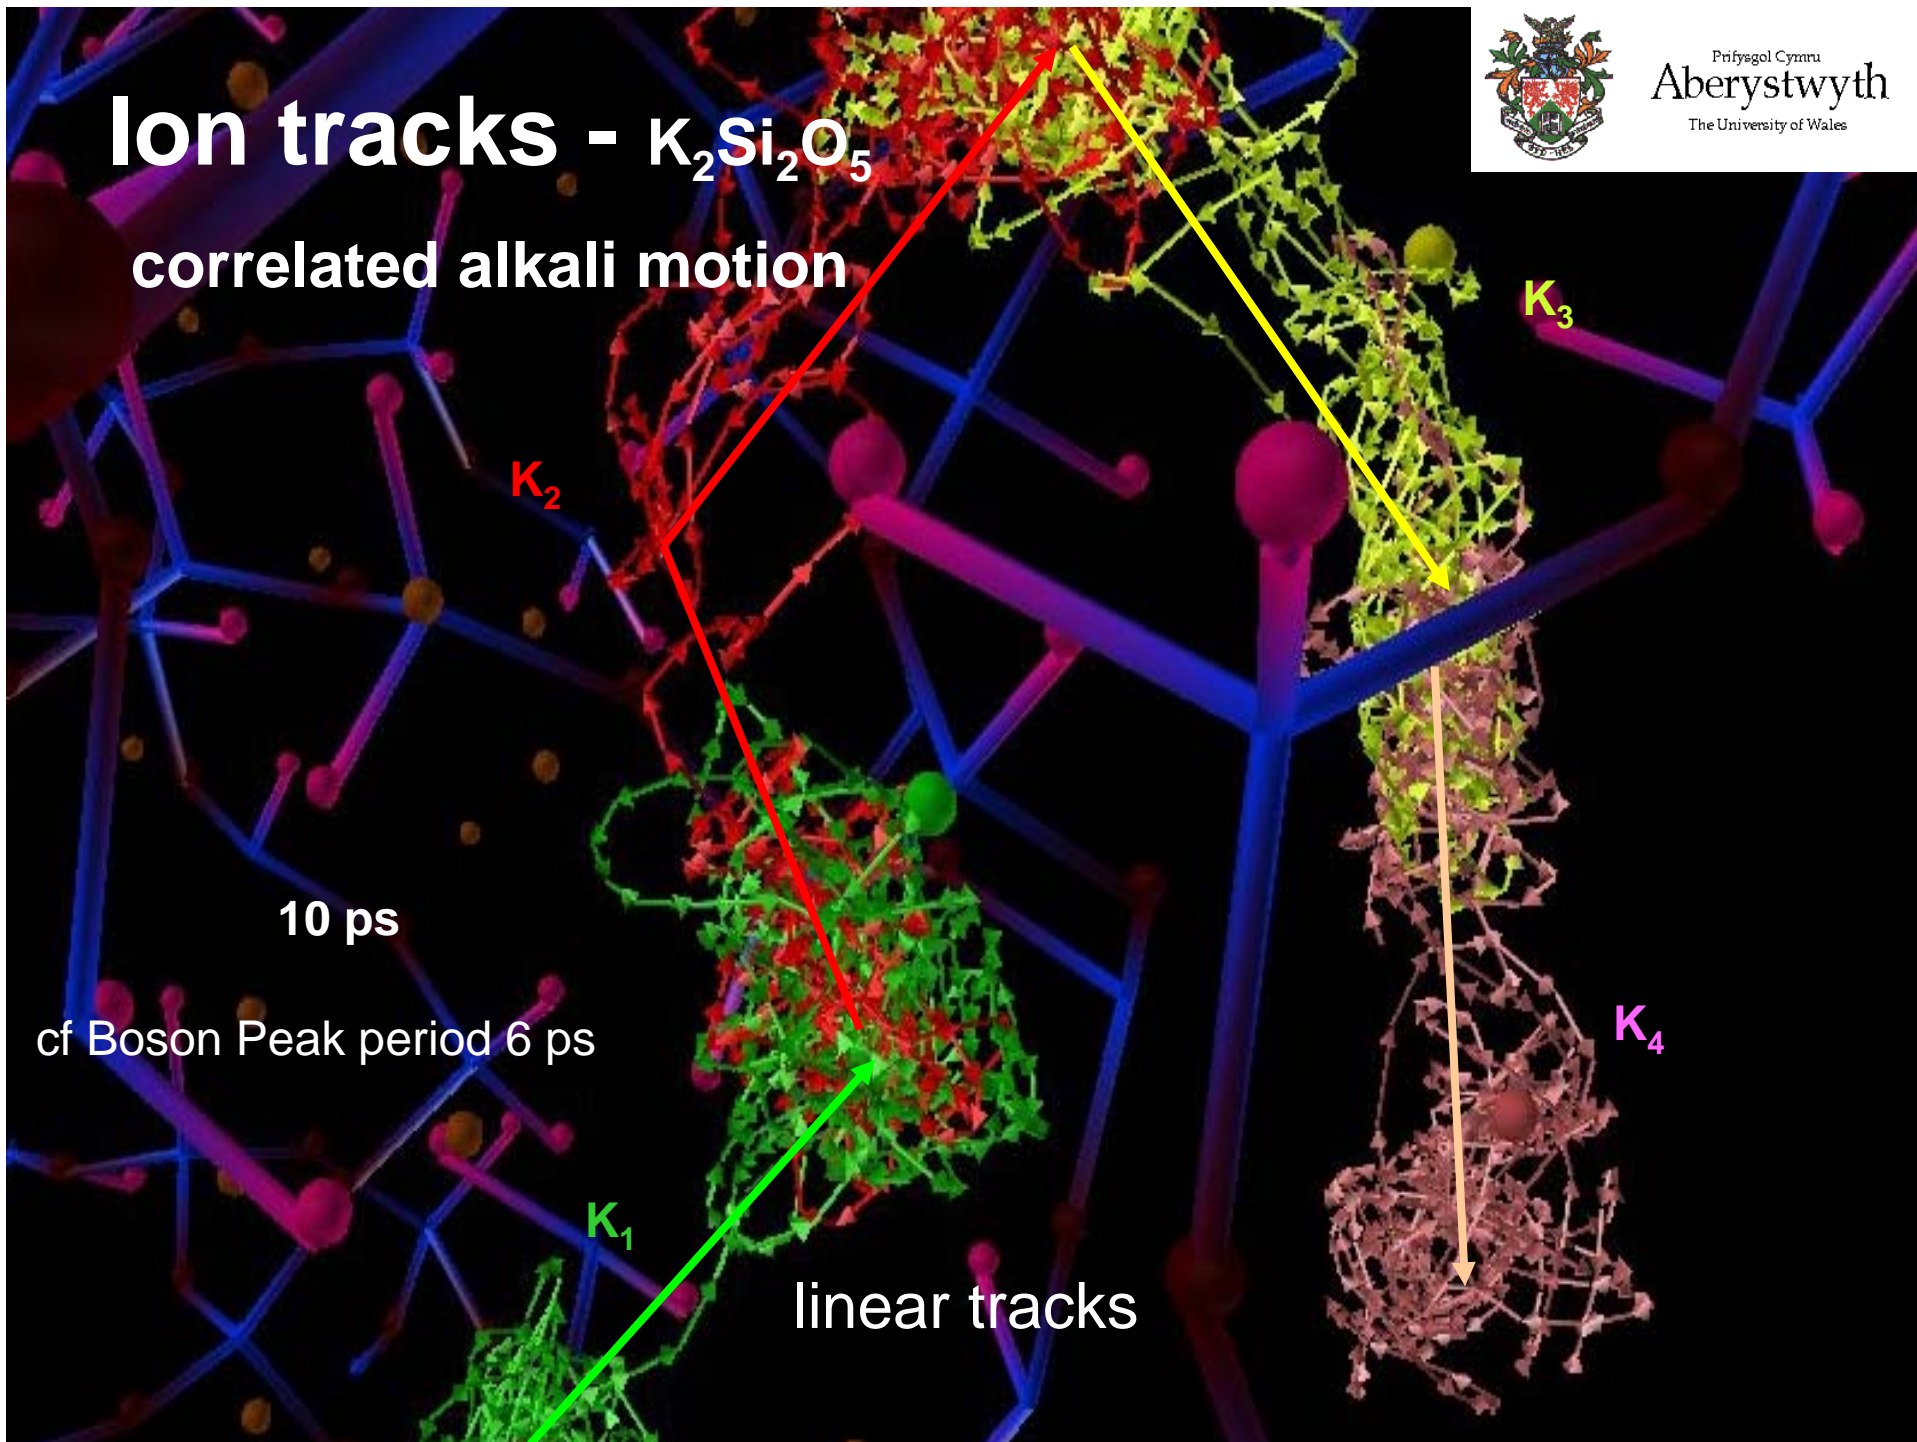 Prifysgol Cymru
Aberystwyth
The University of Wales
Ion tracks - K₂Si₂O₅
correlated alkali motion
K₃
K₂
10 ps
cf Boson Peak period 6 ps
K₄
K₁
linear tracks